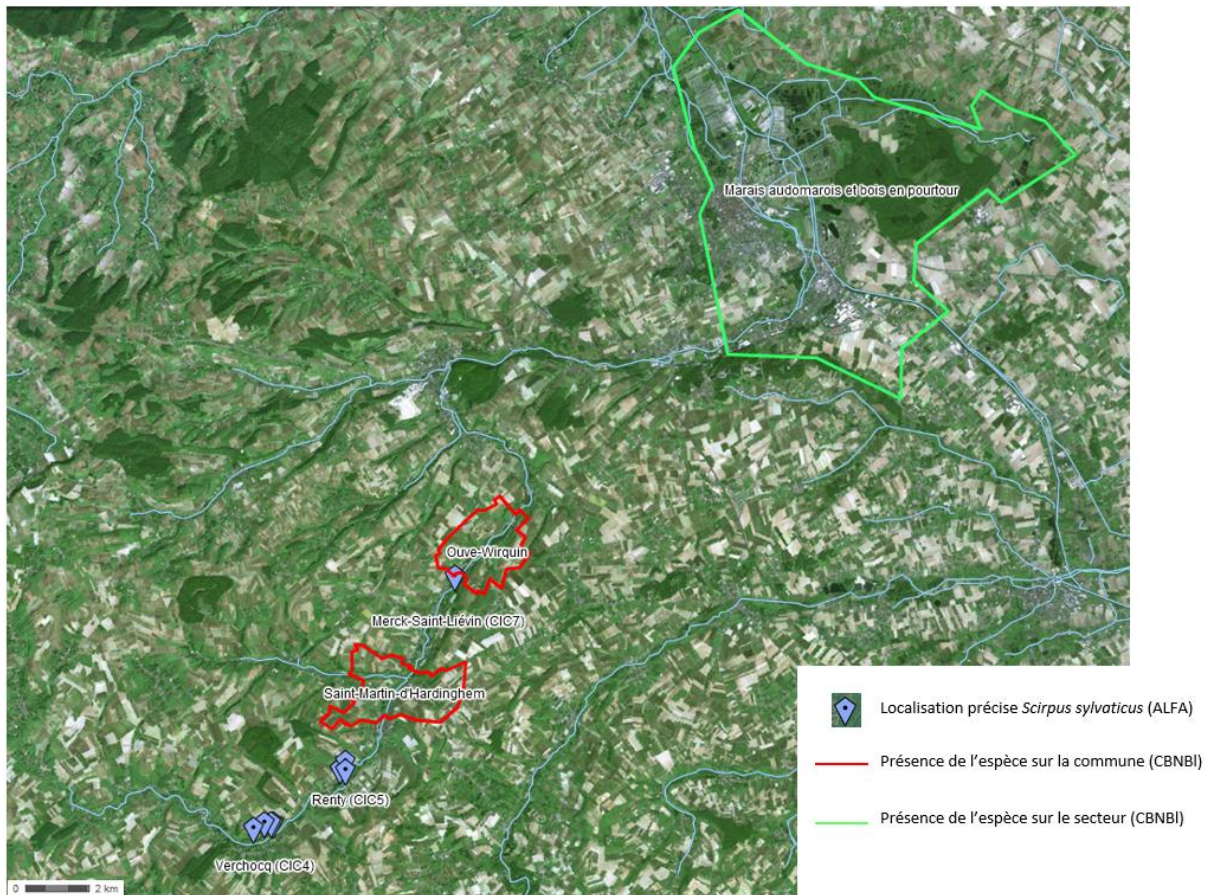 Marais audomarois et bois en pourtour
Ouve-Wirquin
Merck-Saint-Liévin (CIC7)
Saint-Martin-d'Hardinghem
Renty (CIC5)
Verchocq (CIC4)
0 2 km
Localisation précise Scirpus sylvaticus (ALFA)
Présence de l'espèce sur la commune (CBNBl)
Présence de l'espèce sur le secteur (CBNBl)